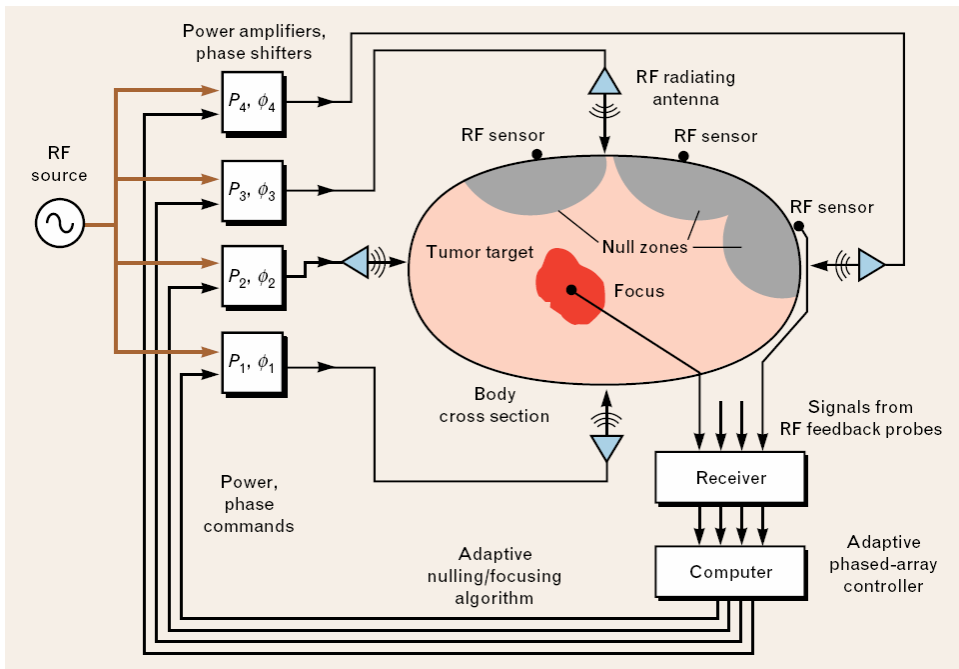 Power amplifiers,
phase shifters
RF radiating
antenna
P4, ϕ4
RF sensor
RF sensor
RF
source
P3, ϕ3
RF sensor
Null zones
Tumor target
P2, ϕ2
Focus
P1, ϕ1
Body
cross section
Signals from
RF feedback probes
Receiver
Power,
phase
commands
Adaptive
nulling/focusing
algorithm
Computer
Adaptive
phased-array
controller